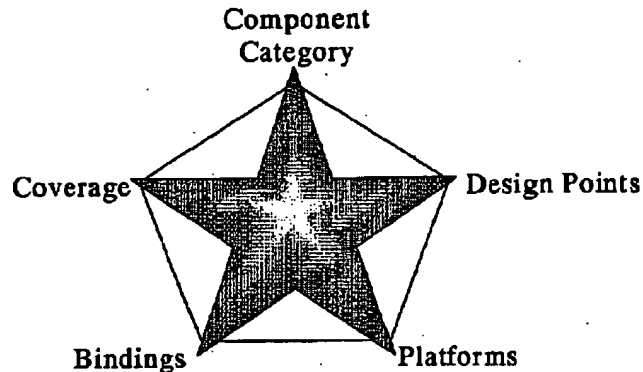 Component
Category
Coverage
Design Points
Bindings
Platforms